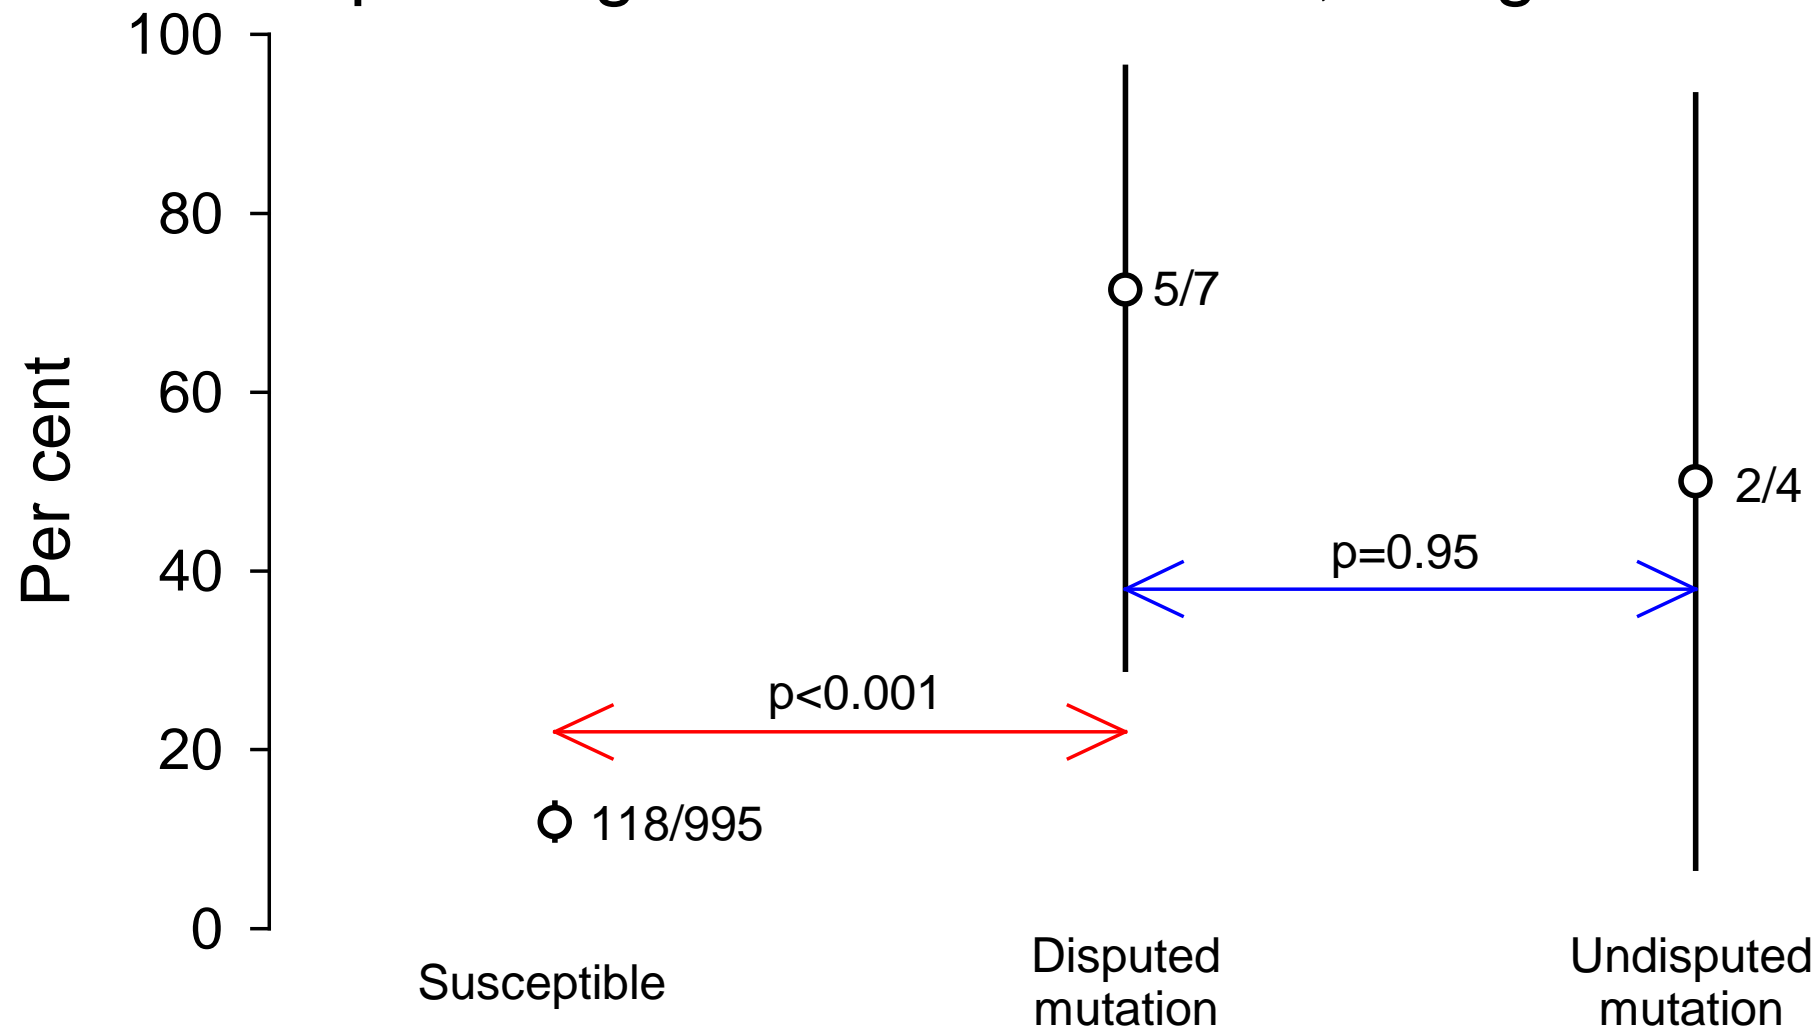 100
80
60
40
20
0
Per cent
5/7
2/4
p=0.95
p<0.001
118/995
Susceptible
Disputed
mutation
Undisputed
mutation